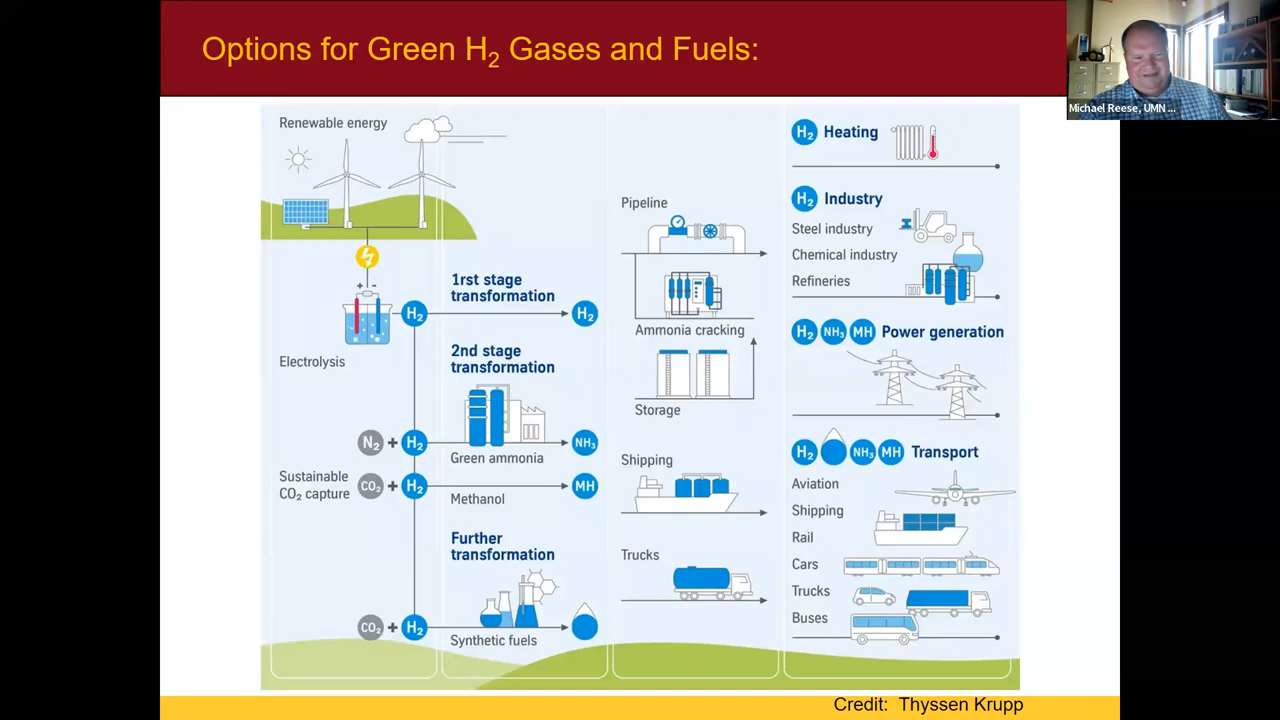 Options for Green H₂ Gases and Fuels:
Michael Reese, UMN ...
Renewable energy
+ -
Electrolysis
H₂
1rst stage
transformation
H₂
2nd stage
transformation
N₂ + H₂
Green ammonia
NH₃
Sustainable
CO₂ capture
CO₂ + H₂
Methanol
MH
Further
transformation
CO₂ + H₂
Synthetic fuels
Pipeline
Ammonia cracking
Storage
Shipping
Trucks
H₂ Heating
H₂ Industry
Steel industry
Chemical industry
Refineries
H₂ NH₃ MH Power generation
H₂ NH₃ MH Transport
Aviation
Shipping
Rail
Cars
Trucks
Buses
Credit: Thyssen Krupp